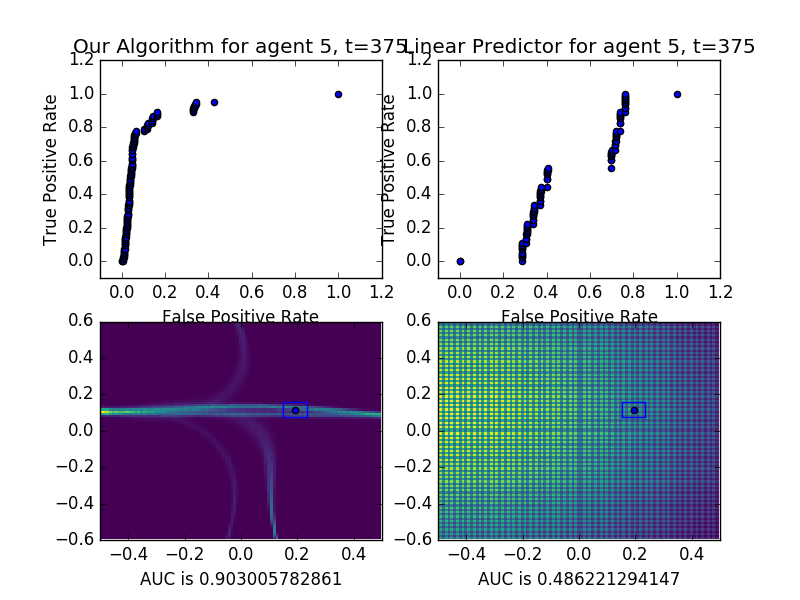 Our Algorithm for agent 5, t=375
Linear Predictor for agent 5, t=375
1.2
1.0
0.8
0.6
0.4
0.2
0.0
True Positive Rate
0.0 0.2 0.4 0.6 0.8 1.0 1.2
False Positive Rate
1.2
1.0
0.8
0.6
0.4
0.2
0.0
True Positive Rate
0.0 0.2 0.4 0.6 0.8 1.0 1.2
False Positive Rate
0.6
0.4
0.2
0.0
−0.2
−0.4
−0.6
−0.4 −0.2 0.0 0.2 0.4
AUC is 0.903005782861
0.6
0.4
0.2
0.0
−0.2
−0.4
−0.6
−0.4 −0.2 0.0 0.2 0.4
AUC is 0.486221294147